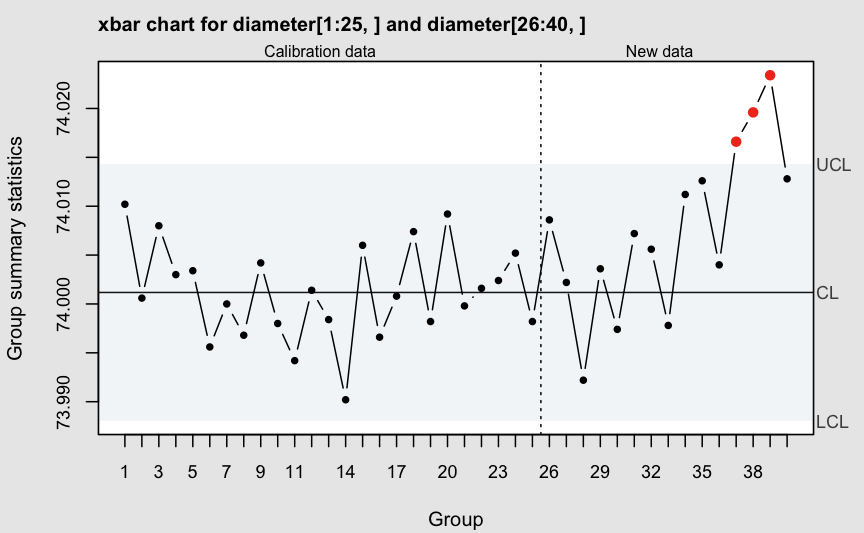 xbar chart for diameter[1:25, ] and diameter[26:40, ]
Calibration data
New data
Group summary statistics
74.020
74.010
74.000
73.990
UCL
CL
LCL
1 3 5 7 9 11 14 17 20 23 26 29 32 35 38
Group